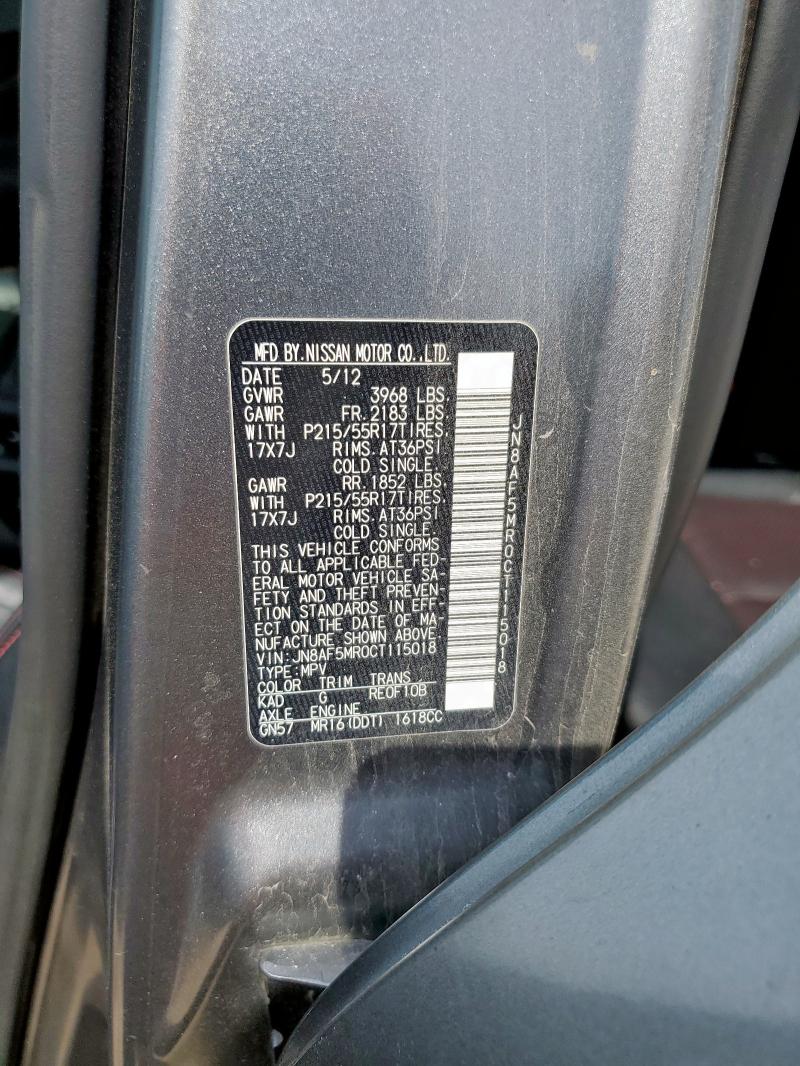 MFD BY.NISSAN MOTOR CO.,LTD.
DATE 5/12
GVWR 3968 LBS.
GAWR FR.2183 LBS.
WITH P215/55R17TIRES.
17X7J RIMS.AT36PSI
COLD SINGLE.
GAWR RR.1852 LBS
WITH P215/55R17TIRES.
17X7J RIMS.AT36PSI
COLD SINGLE.
THIS VEHICLE CONFORMS
TO ALL APPLICABLE FED-
ERAL MOTOR VEHICLE SA-
FETY AND THEFT PREVEN-
TION STANDARDS IN EFF-
ECT ON THE DATE OF MA-
NUFACTURE SHOWN ABOVE.
VIN:JN8AF5MR0CT115018
TYPE:MPV
COLOR TRIM TRANS
KAD G RE0F10B
AXLE ENGINE
GN57 MR16(DDT) 1618CC
JN8AF5MR0CT115018